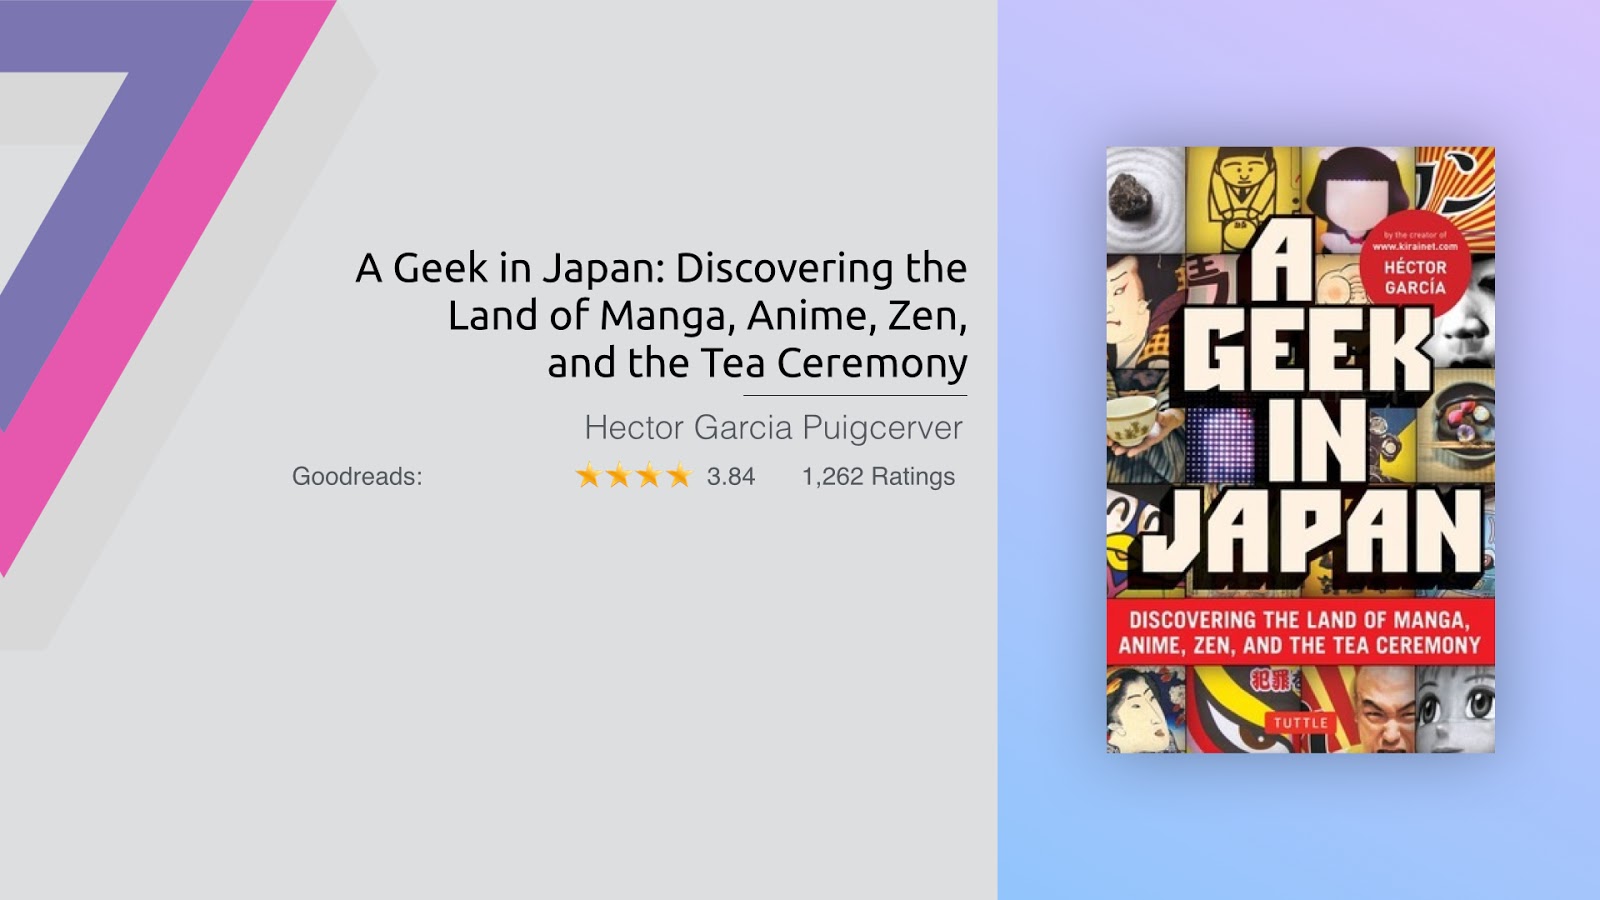 7
A Geek in Japan: Discovering the
Land of Manga, Anime, Zen,
and the Tea Ceremony
Hector Garcia Puigcerver
Goodreads: 3.84 1,262 Ratings
by the creator of
www.kirainet.com
HÉCTOR
GARCÍA
A
GEEK
IN
JAPAN
DISCOVERING THE LAND OF MANGA,
ANIME, ZEN, AND THE TEA CEREMONY
犯罪
TUTTLE